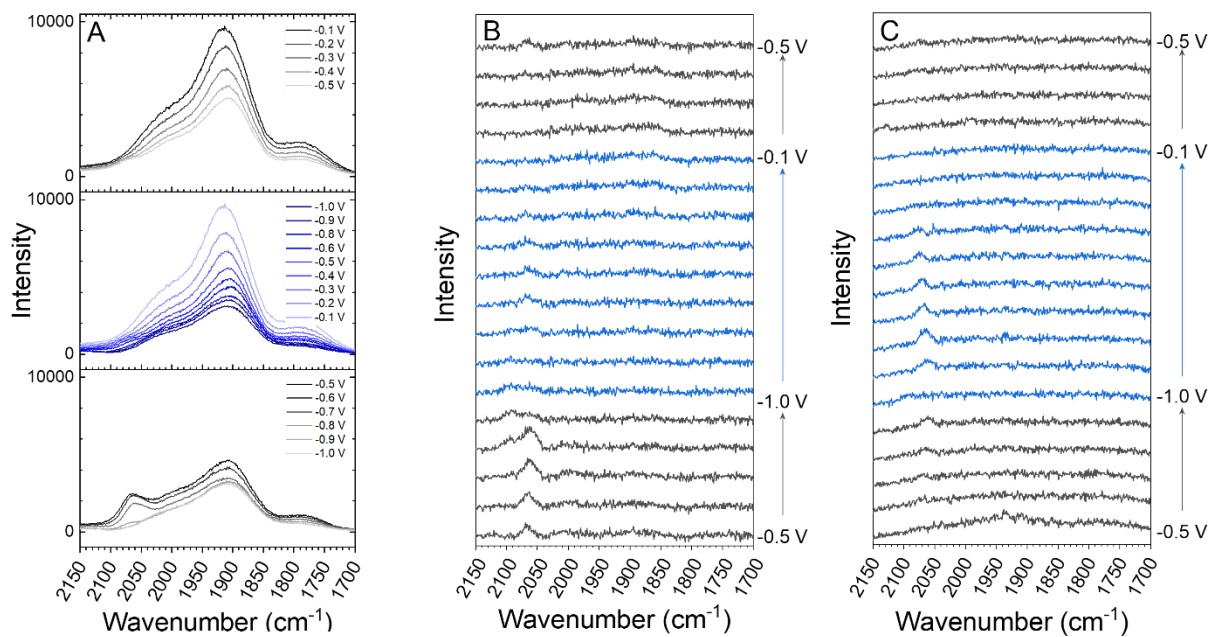 A
10000
-0.1 V
-0.2 V
-0.3 V
-0.4 V
-0.5 V
0
10000
-1.0 V
-0.9 V
-0.8 V
-0.6 V
-0.5 V
-0.4 V
-0.3 V
-0.2 V
-0.1 V
0
10000
-0.5 V
-0.6 V
-0.7 V
-0.8 V
-0.9 V
-1.0 V
0
Intensity
2150 2100 2050 2000 1950 1900 1850 1800 1750 1700
Wavenumber (cm⁻¹)
B
-0.5 V
-0.1 V
-1.0 V
-0.5 V
Intensity
2150 2100 2050 2000 1950 1900 1850 1800 1750 1700
Wavenumber (cm⁻¹)
C
-0.5 V
-0.1 V
-1.0 V
-0.5 V
Intensity
2150 2100 2050 2000 1950 1900 1850 1800 1750 1700
Wavenumber (cm⁻¹)